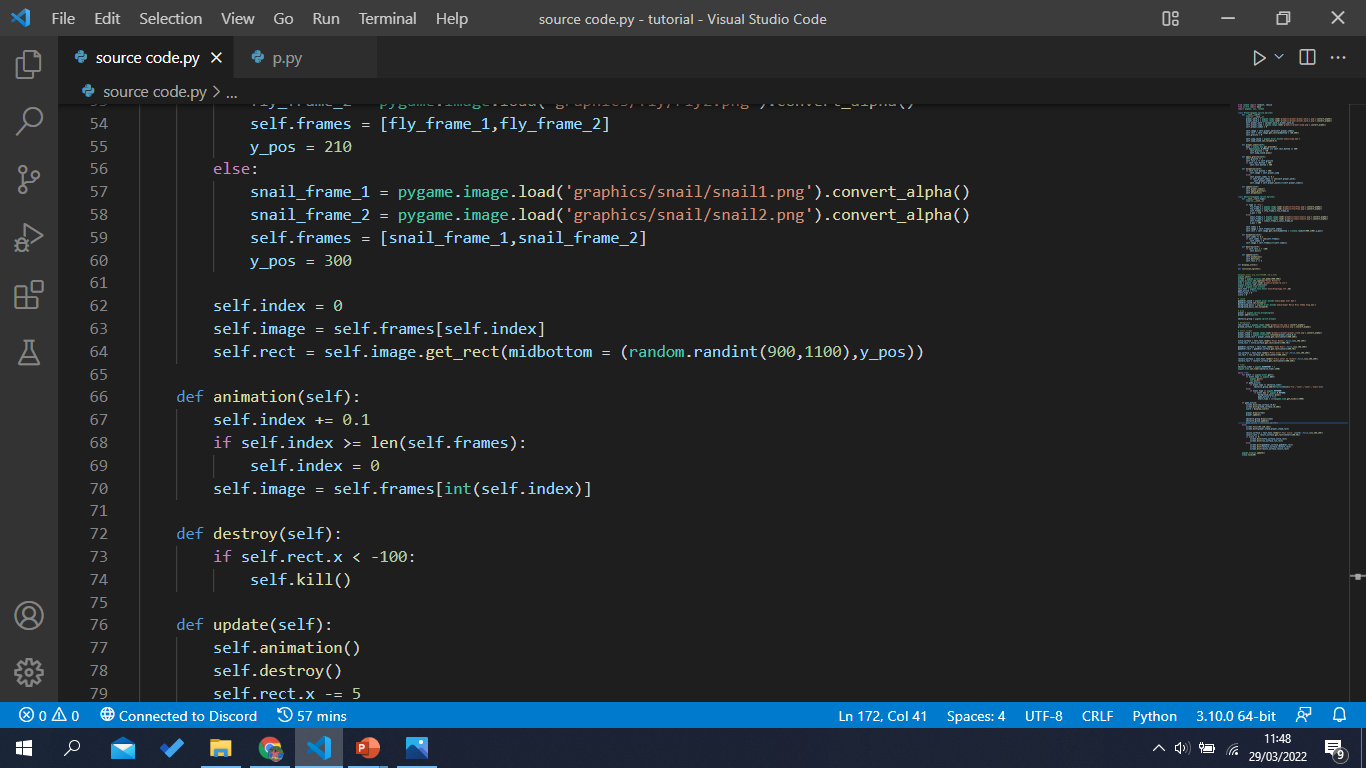 File Edit Selection View Go Run Terminal Help source code.py - tutorial - Visual Studio Code
source code.py p.py
source code.py > ...
54 self.frames = [fly_frame_1,fly_frame_2]
55 y_pos = 210
56 else:
57 snail_frame_1 = pygame.image.load('graphics/snail/snail1.png').convert_alpha()
58 snail_frame_2 = pygame.image.load('graphics/snail/snail2.png').convert_alpha()
59 self.frames = [snail_frame_1,snail_frame_2]
60 y_pos = 300
61
62 self.index = 0
63 self.image = self.frames[self.index]
64 self.rect = self.image.get_rect(midbottom = (random.randint(900,1100),y_pos))
65
66 def animation(self):
67 self.index += 0.1
68 if self.index >= len(self.frames):
69 self.index = 0
70 self.image = self.frames[int(self.index)]
71
72 def destroy(self):
73 if self.rect.x < -100:
74 self.kill()
75
76 def update(self):
77 self.animation()
78 self.destroy()
79 self.rect.x -= 5
0 0 Connected to Discord 57 mins Ln 172, Col 41 Spaces: 4 UTF-8 CRLF Python 3.10.0 64-bit
11:48
29/03/2022
9